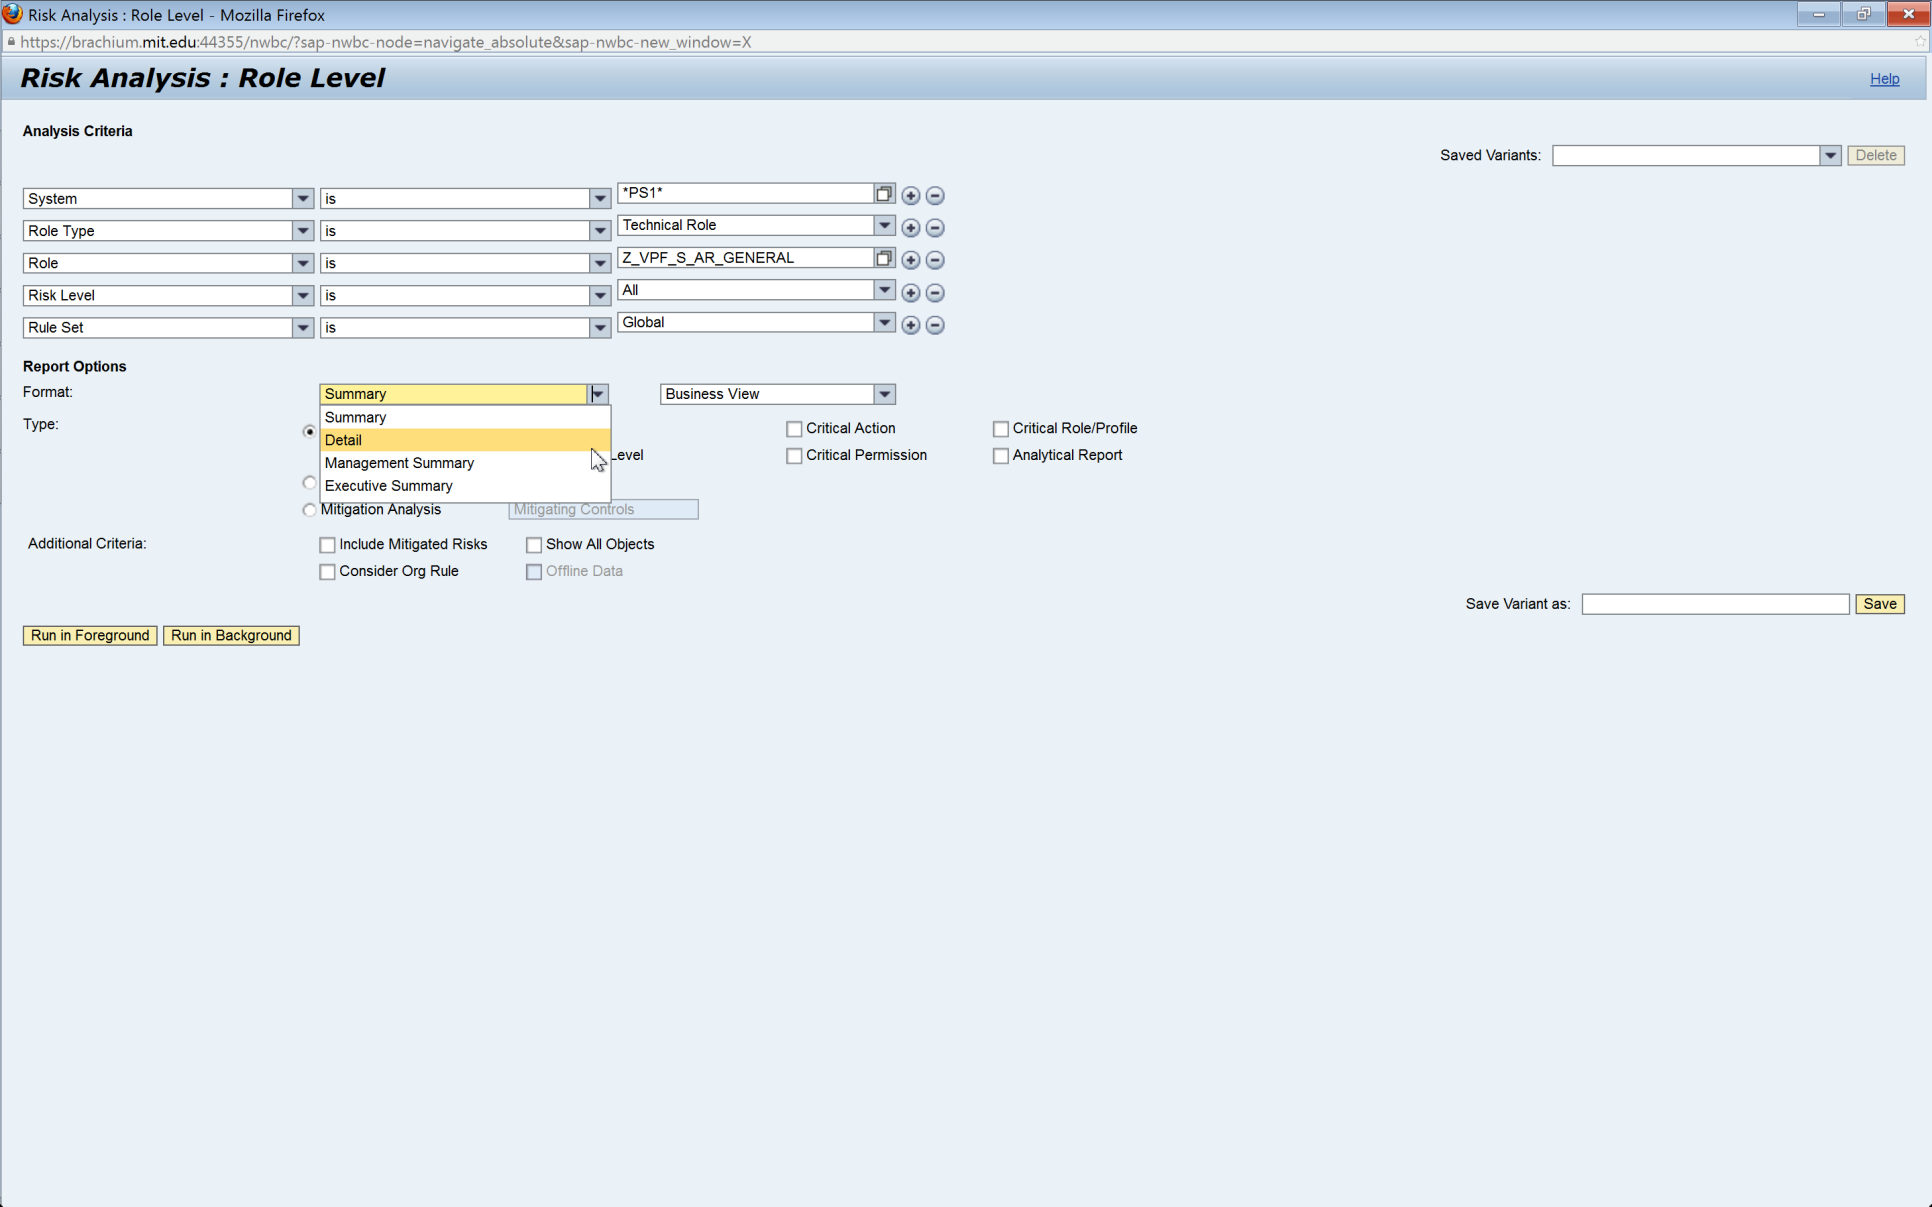 Risk Analysis : Role Level - Mozilla Firefox
https://brachium.mit.edu:44355/nwbc/?sap-nwbc-node=navigate_absolute&sap-nwbc-new_window=X
Risk Analysis : Role Level
Help
Analysis Criteria
Saved Variants: Delete
System is *PS1*
Role Type is Technical Role
Role is Z_VPF_S_AR_GENERAL
Risk Level is All
Rule Set is Global
Report Options
Format: Summary Business View
Summary
Type: Critical Action Critical Role/Profile
Detail
Level Critical Permission Analytical Report
Management Summary
Executive Summary
Mitigation Analysis Mitigating Controls
Additional Criteria: Include Mitigated Risks Show All Objects
Consider Org Rule Offline Data
Save Variant as: Save
Run in Foreground Run in Background